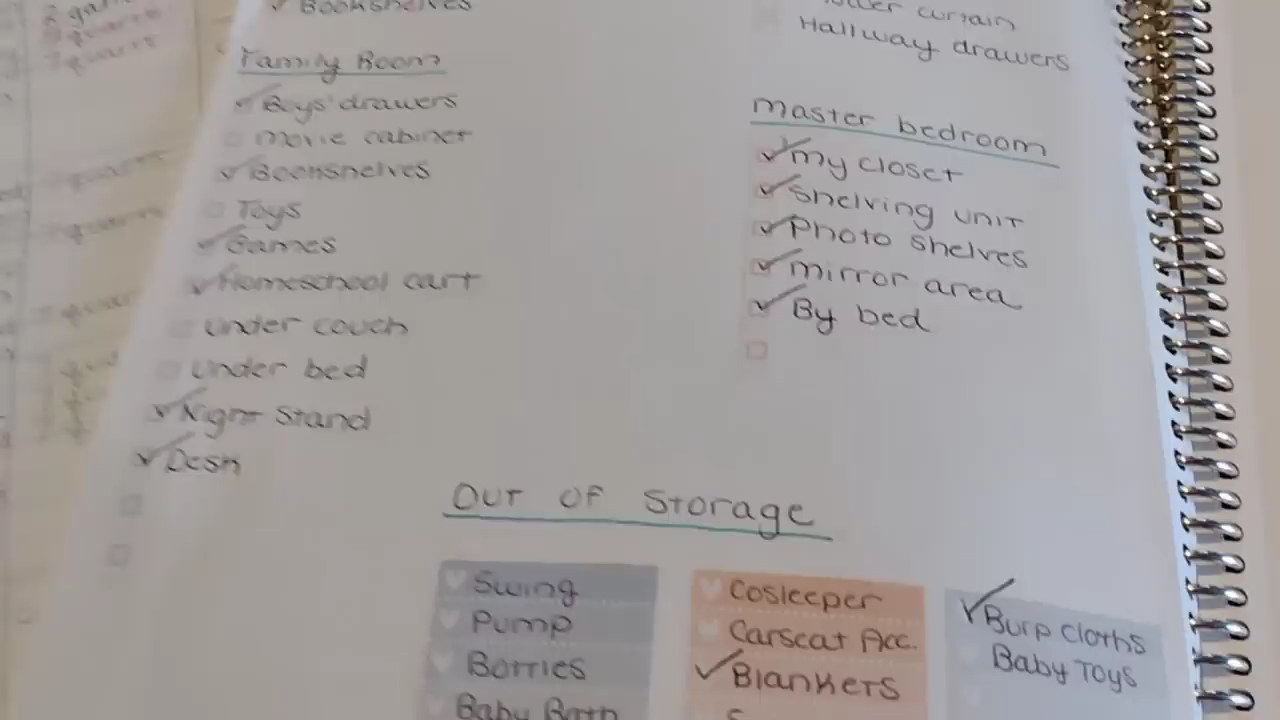 Bookshelves
Family Room
Boys' drawers
movie cabinet
Bookshelves
Toys
Games
Homeschool cart
under couch
under bed
Night Stand
Desk
curtain
Hallway drawers
master bedroom
my closet
Shelving unit
Photo shelves
mirror area
By bed
Out of Storage
Swing
Pump
Bottles
Baby Bath
Cosleeper
Carseat Acc.
Blankets
Burp cloths
Baby Toys